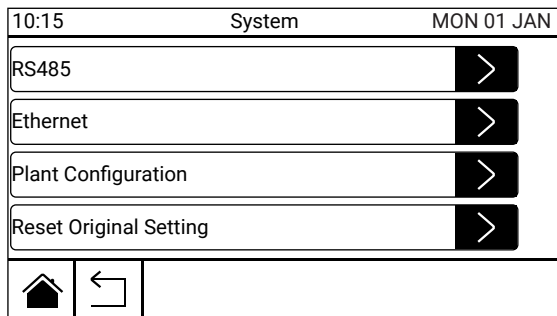 10:15 System MON 01 JAN
RS485
Ethernet
Plant Configuration
Reset Original Setting